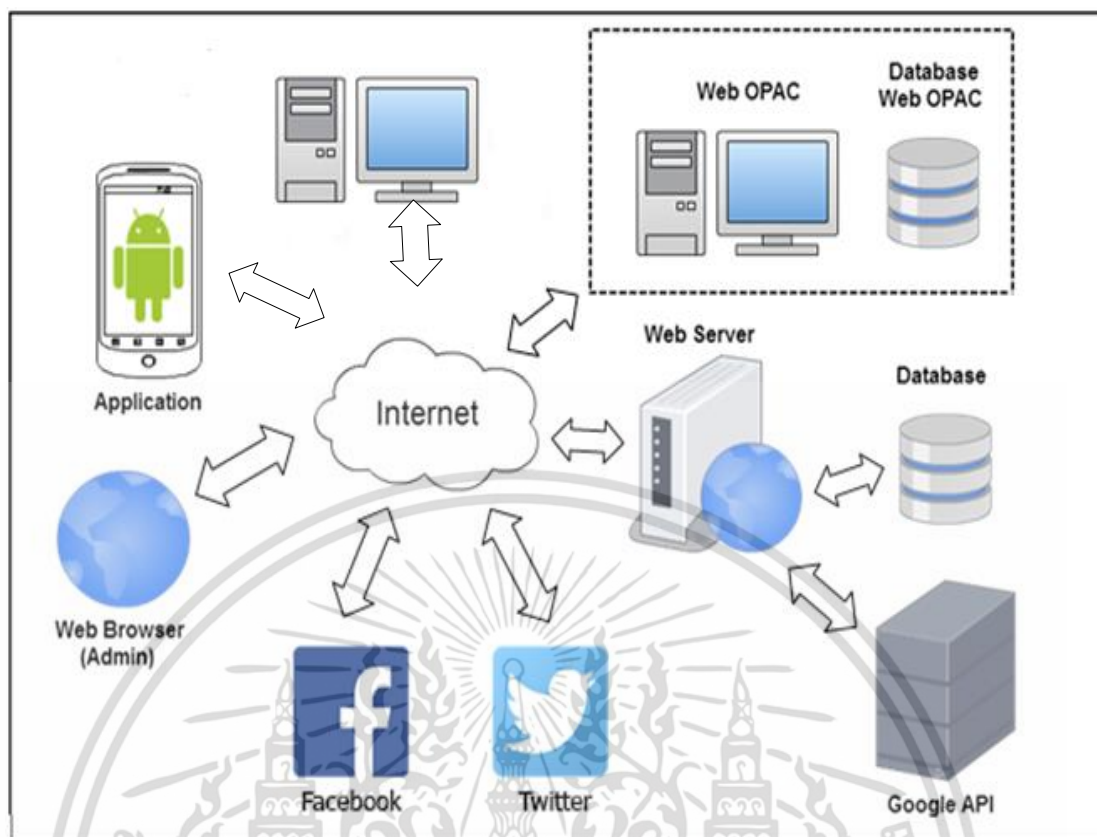 Web OPAC
Database
Web OPAC
Application
Internet
Web Server
Database
Web Browser
(Admin)
Facebook
Twitter
Google API